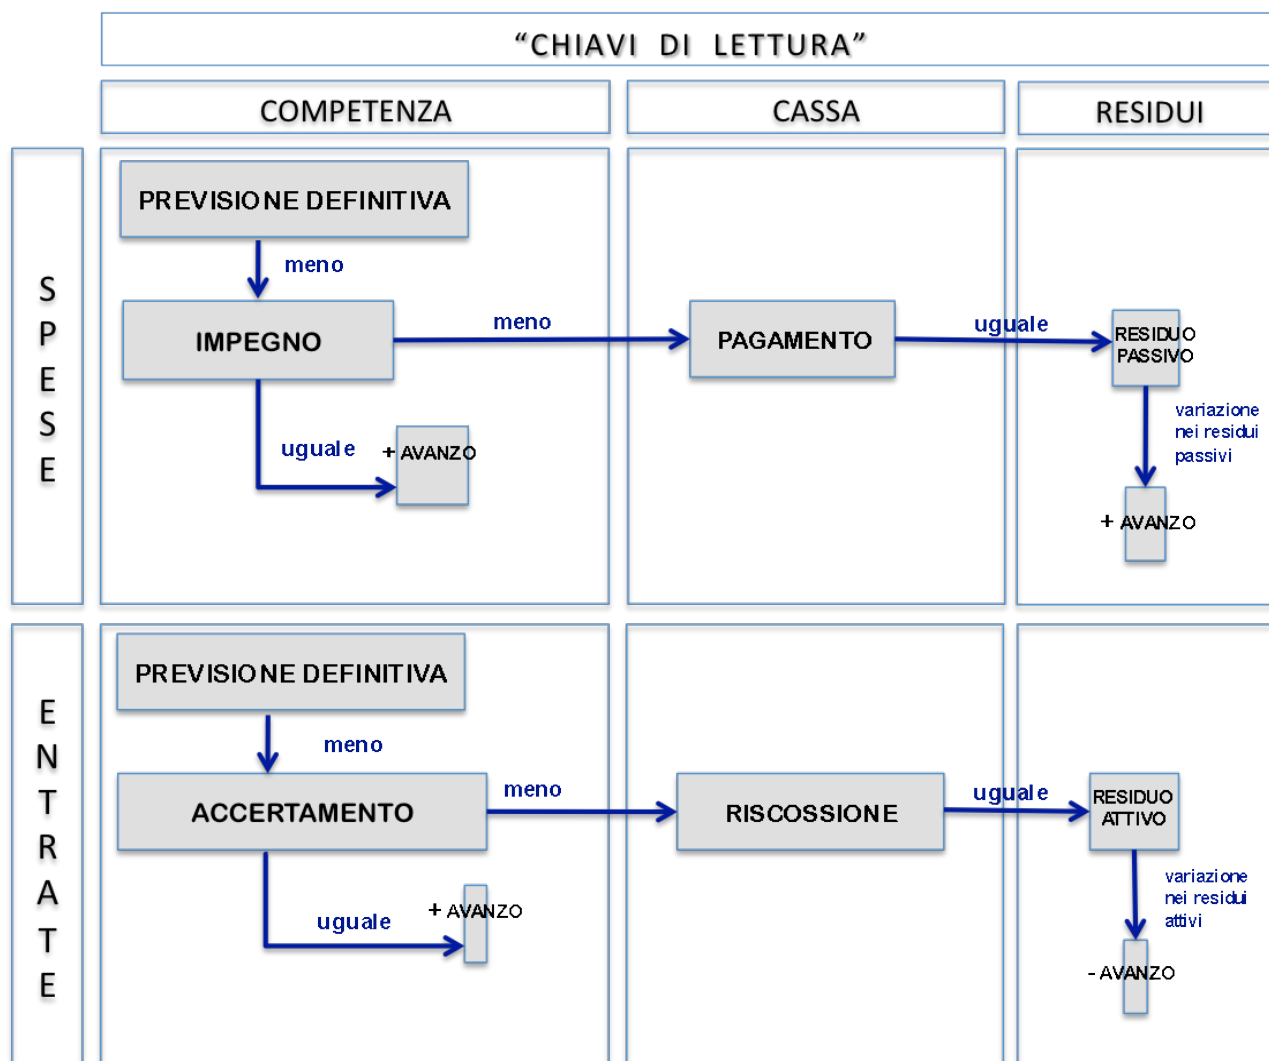 “CHIAVI DI LETTURA”
COMPETENZA
CASSA
RESIDUI
SPESE
PREVISIONE DEFINITIVA
meno
IMPEGNO
meno
PAGAMENTO
uguale
RESIDUO
PASSIVO
uguale
+ AVANZO
variazione
nei residui
passivi
+ AVANZO
ENTRATE
PREVISIONE DEFINITIVA
meno
ACCERTAMENTO
meno
RISCOSSIONE
uguale
RESIDUO
ATTIVO
uguale
+ AVANZO
variazione
nei residui
attivi
- AVANZO